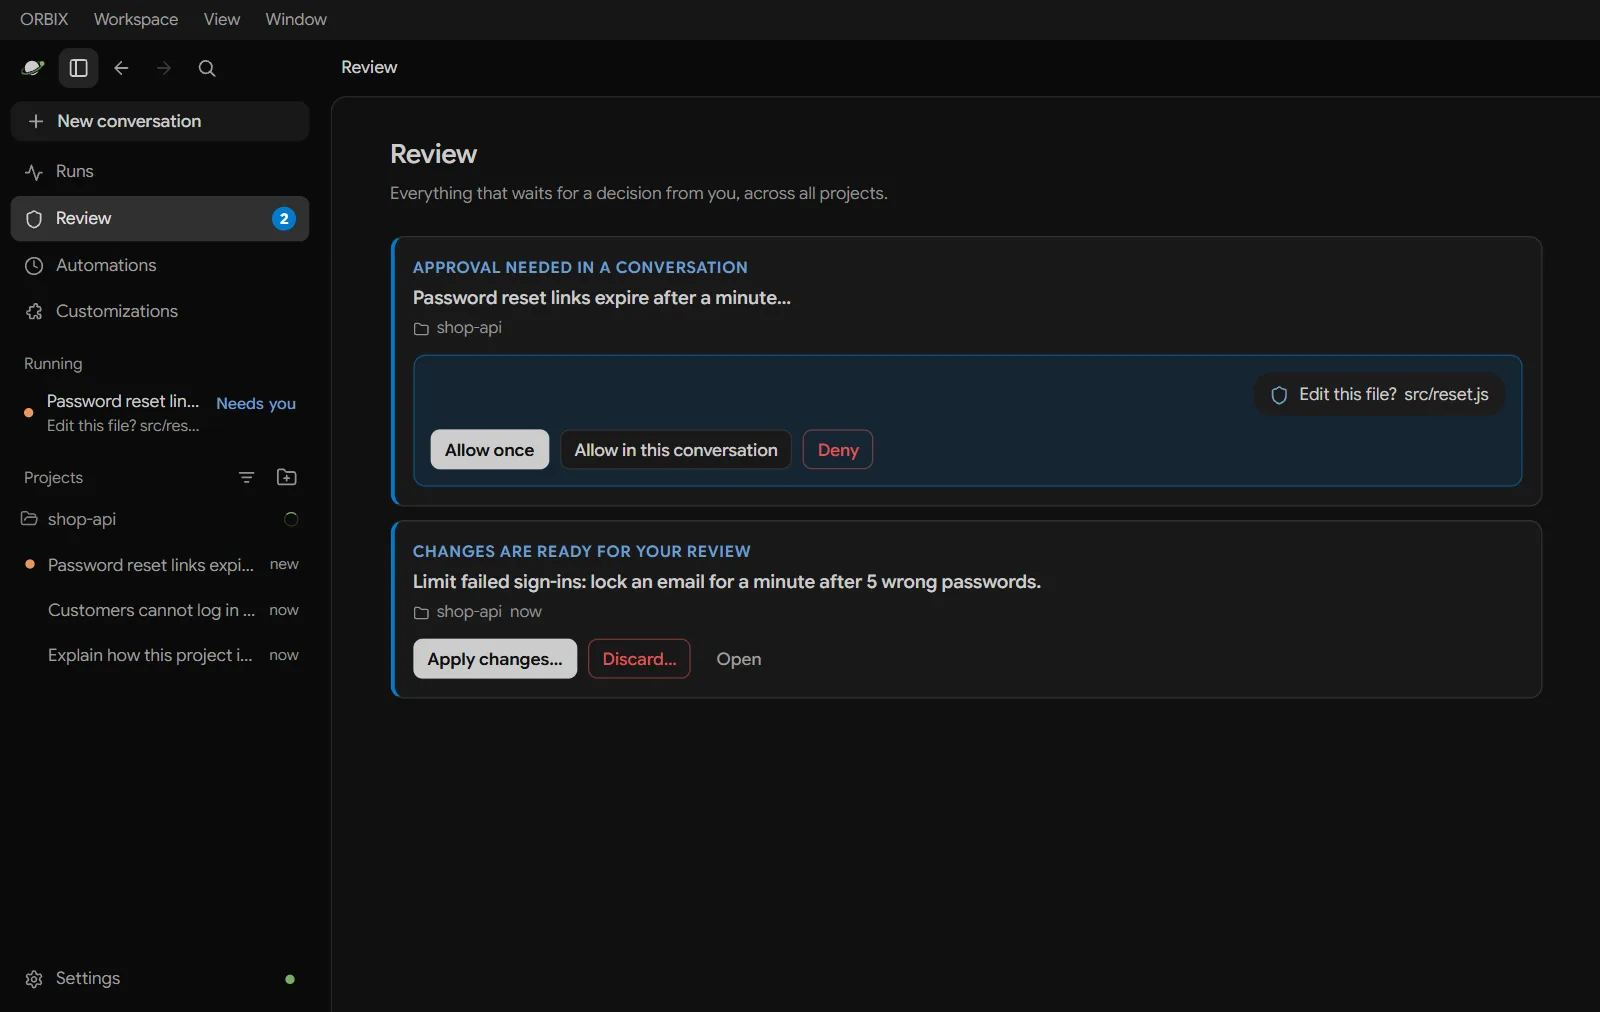 ORBIX Workspace View Window
Review
New conversation
Runs
Review 2
Automations
Customizations
Running
Password reset lin... Needs you
Edit this file? src/res...
Projects
shop-api
Password reset links expi... new
Customers cannot log in ... now
Explain how this project i... now
Settings
Review
Everything that waits for a decision from you, across all projects.
APPROVAL NEEDED IN A CONVERSATION
Password reset links expire after a minute...
shop-api
Edit this file? src/reset.js
Allow once Allow in this conversation Deny
CHANGES ARE READY FOR YOUR REVIEW
Limit failed sign-ins: lock an email for a minute after 5 wrong passwords.
shop-api now
Apply changes... Discard... Open